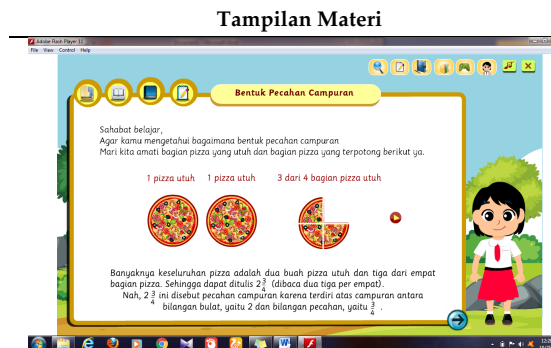 Tampilan Materi
Adobe Flash Player 11
File View Control Help
Bentuk Pecahan Campuran
Sahabat belajar,
Agar kamu mengetahui bagaimana bentuk pecahan campuran
Mari kita amati bagian pizza yang utuh dan bagian pizza yang terpotong berikut ya.
1 pizza utuh 1 pizza utuh 3 dari 4 bagian pizza utuh
Banyaknya keseluruhan pizza adalah dua buah pizza utuh dan tiga dari empat
bagian pizza. Sehingga dapat ditulis 2 3/4 (dibaca dua tiga per empat).
Nah, 2 3/4 ini disebut pecahan campuran karena terdiri atas campuran antara
bilangan bulat, yaitu 2 dan bilangan pecahan, yaitu 3/4 .